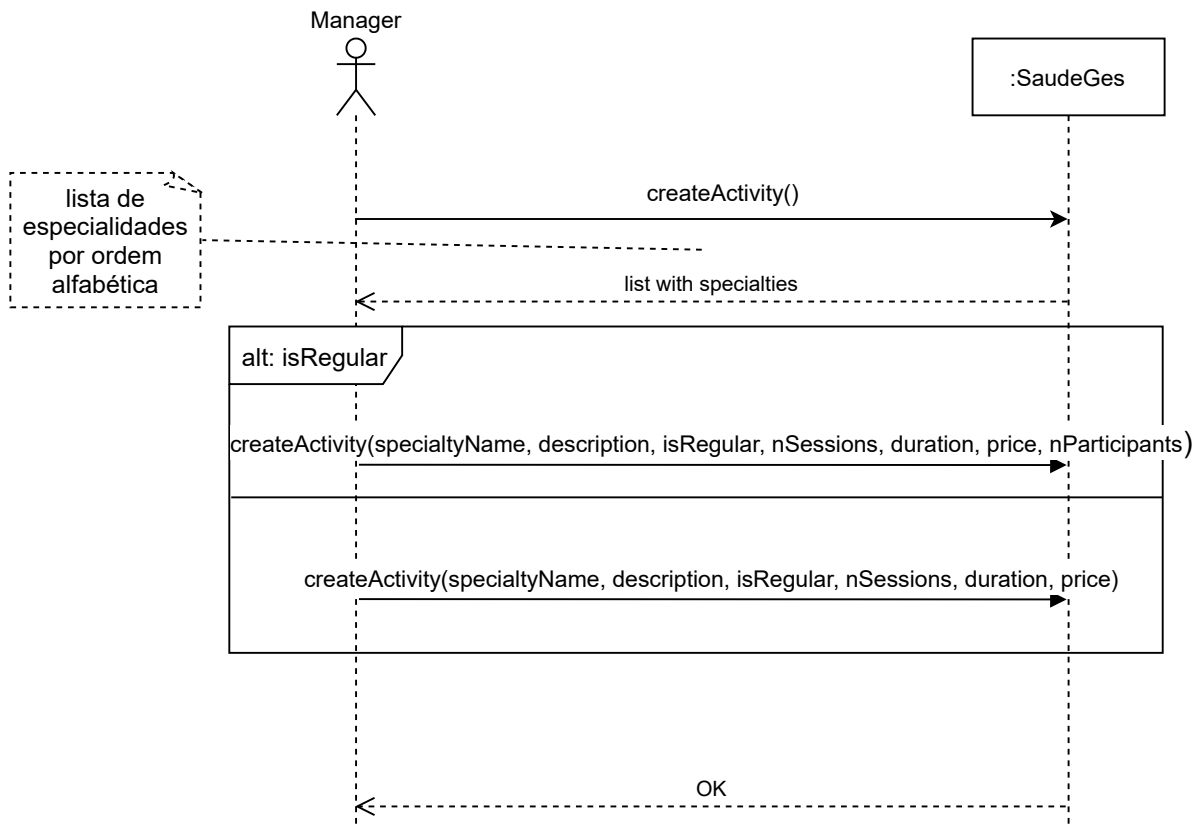 Manager
:SaudeGes
createActivity()
lista de
especialidades
por ordem
alfabética
list with specialties
alt: isRegular
createActivity(specialtyName, description, isRegular, nSessions, duration, price, nParticipants)
createActivity(specialtyName, description, isRegular, nSessions, duration, price)
OK